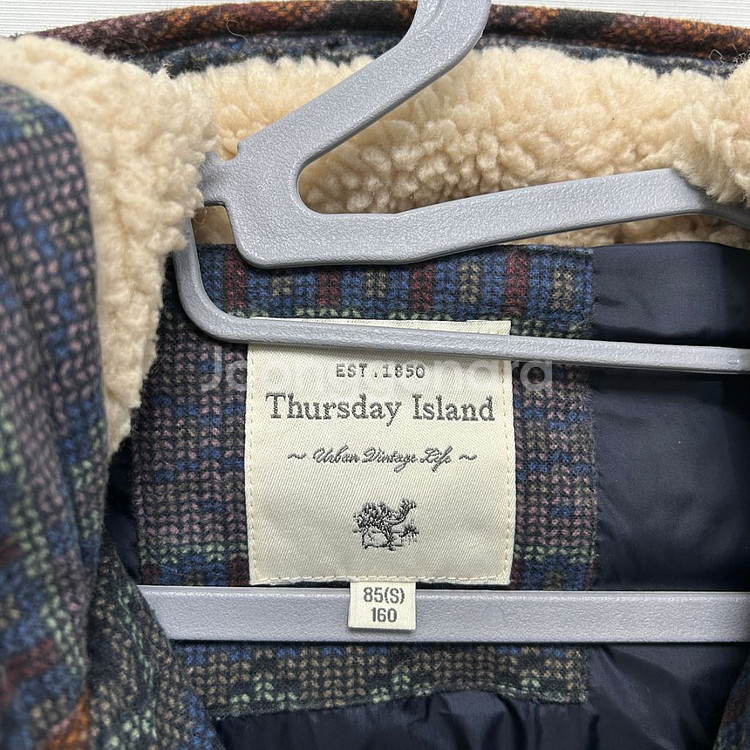 EST.1850
Thursday Island
~ Urban Vintage Life ~
85(S)
160